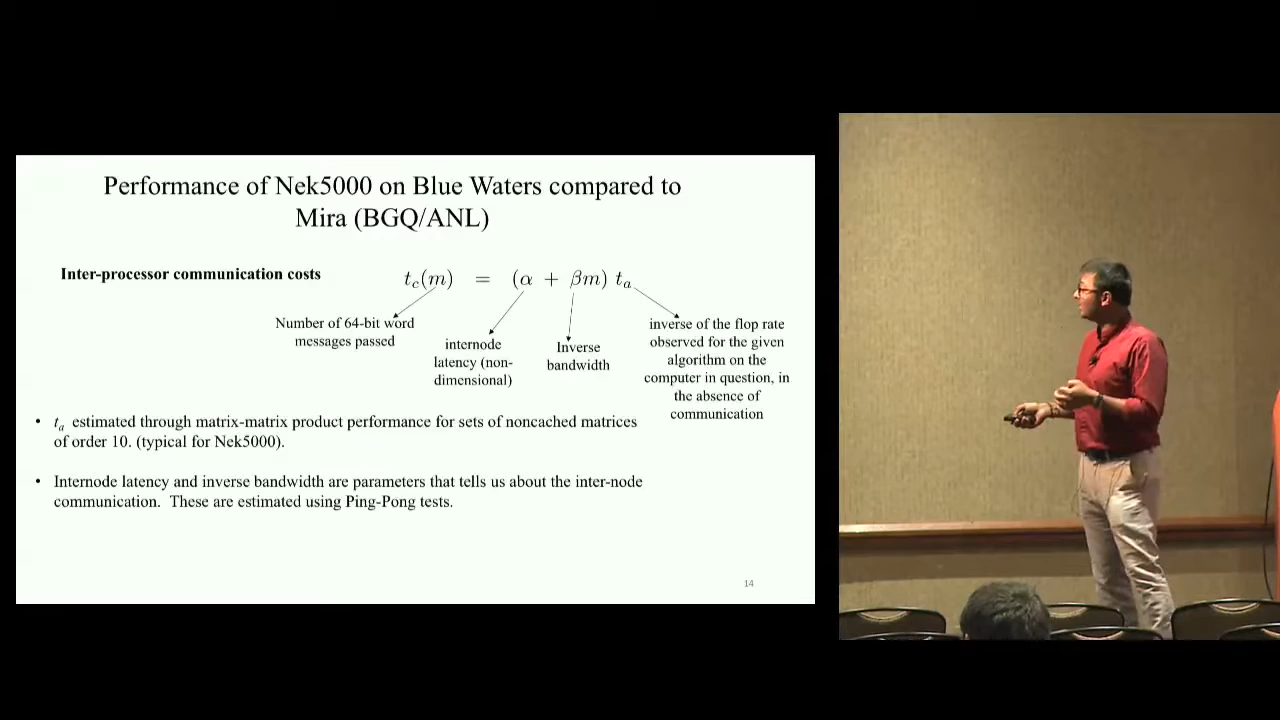 Performance of Nek5000 on Blue Waters compared to
Mira (BGQ/ANL)
Inter-processor communication costs
t_c(m) = (α + βm) t_a
Number of 64-bit word
messages passed
internode
latency (non-
dimensional)
Inverse
bandwidth
inverse of the flop rate
observed for the given
algorithm on the
computer in question, in
the absence of
communication
• t_a estimated through matrix-matrix product performance for sets of noncached matrices
of order 10. (typical for Nek5000).
• Internode latency and inverse bandwidth are parameters that tells us about the inter-node
communication. These are estimated using Ping-Pong tests.
14